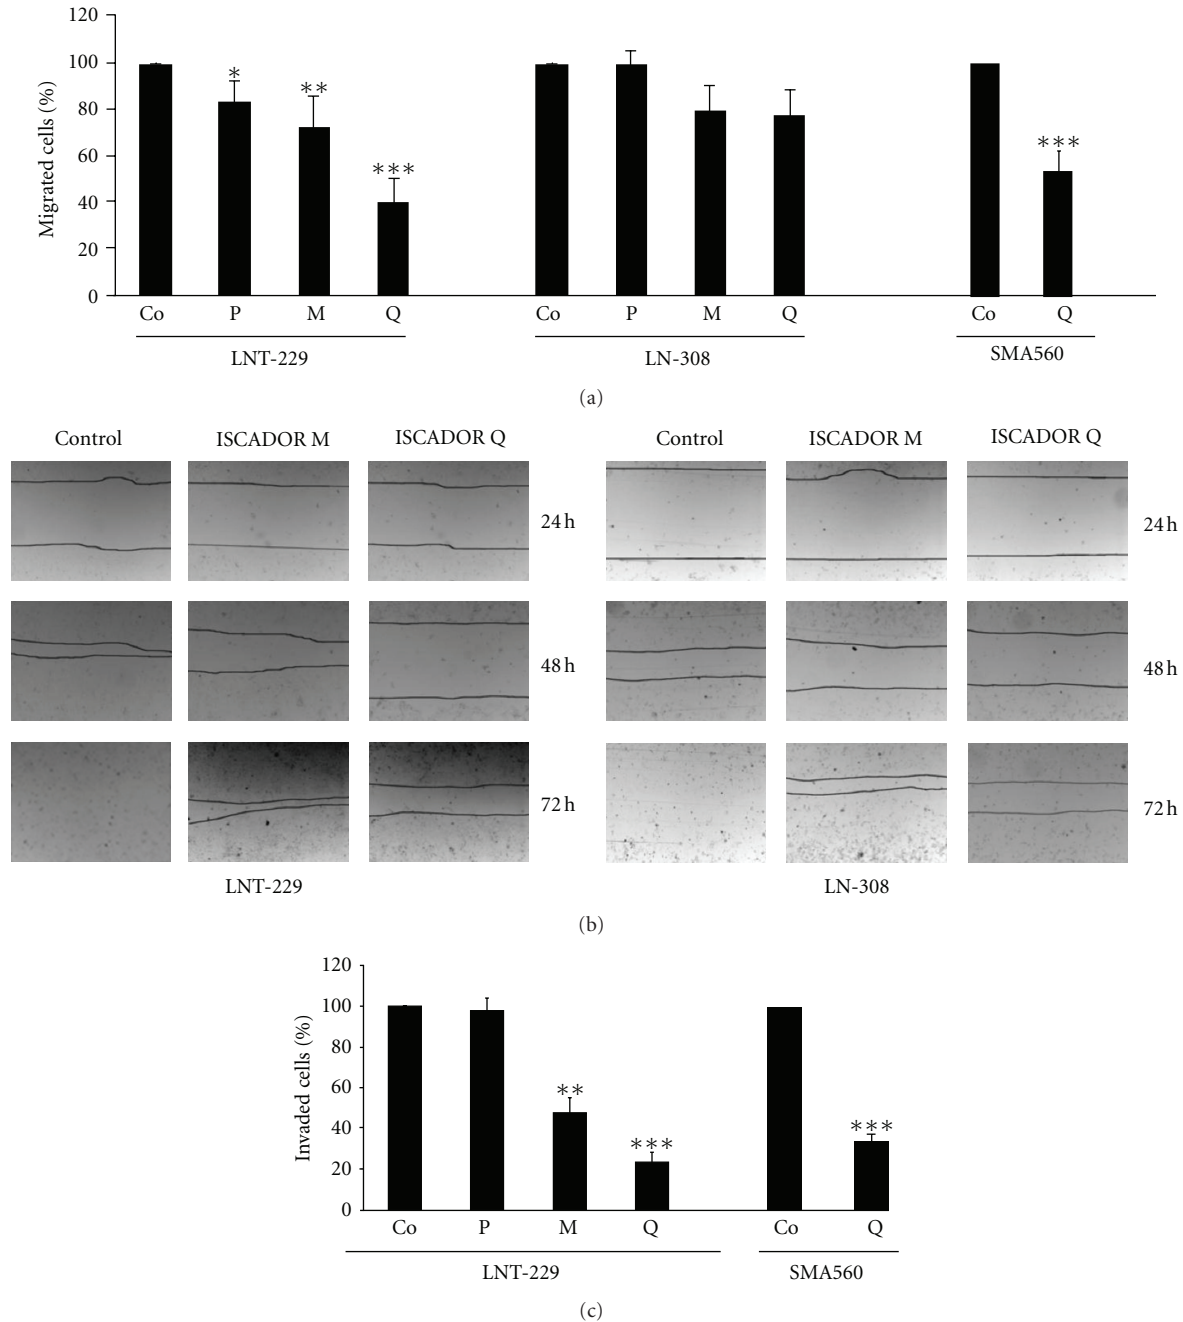 120
100
80
60
40
20
0
Migrated cells (%)
*
**
***
***
Co P M Q Co P M Q Co Q
LNT-229 LN-308 SMA560
(a)
Control ISCADOR M ISCADOR Q Control ISCADOR M ISCADOR Q
24 h 24 h
48 h 48 h
72 h 72 h
LNT-229 LN-308
(b)
120
100
80
60
40
20
0
Invaded cells (%)
**
***
***
Co P M Q Co Q
LNT-229 SMA560
(c)